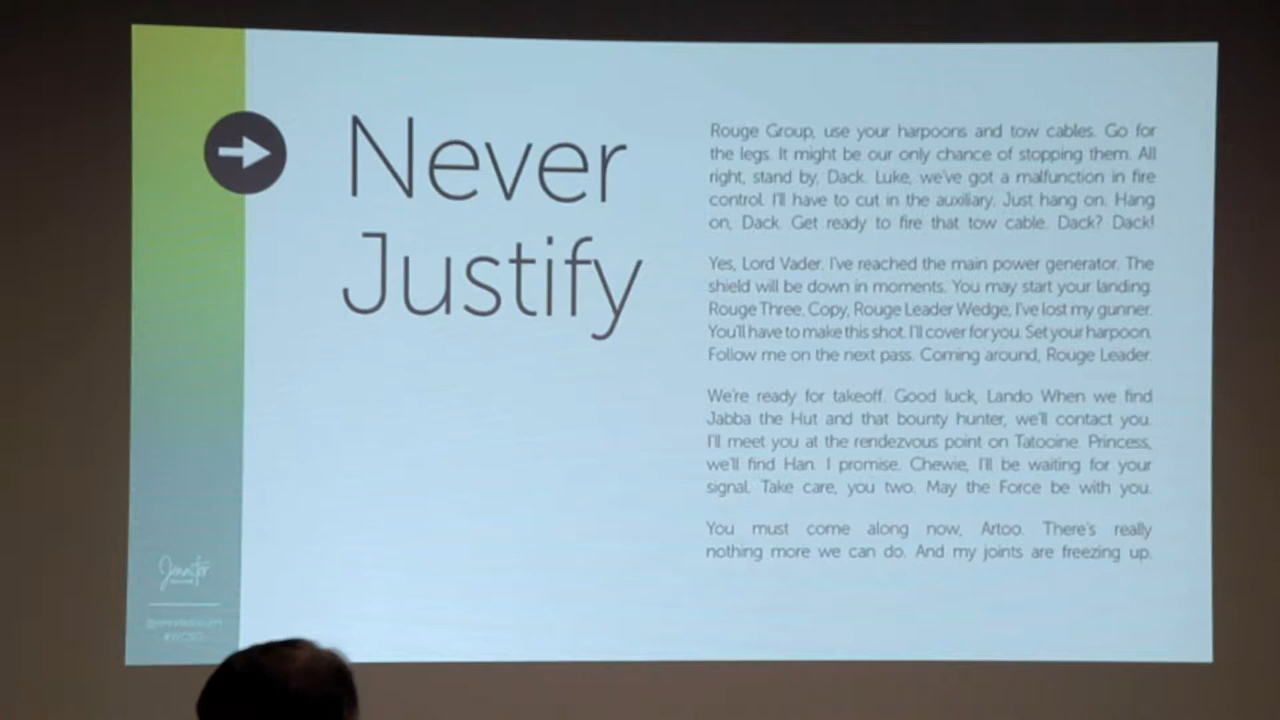 Never
Justify
Rouge Group, use your harpoons and tow cables. Go for
the legs. It might be our only chance of stopping them. All
right, stand by, Dack. Luke, we've got a malfunction in fire
control. I'll have to cut in the auxiliary. Just hang on. Hang
on, Dack. Get ready to fire that tow cable. Dack? Dack!
Yes, Lord Vader. I've reached the main power generator. The
shield will be down in moments. You may start your landing.
Rouge Three. Copy, Rouge Leader Wedge, I've lost my gunner.
You'll have to make this shot. I'll cover for you. Set your harpoon.
Follow me on the next pass. Coming around, Rouge Leader.
We're ready for takeoff. Good luck, Lando When we find
Jabba the Hut and that bounty hunter, we'll contact you.
I'll meet you at the rendezvous point on Tatooine. Princess,
we'll find Han. I promise. Chewie, I'll be waiting for your
signal. Take care, you two. May the Force be with you.
You must come along now, Artoo. There's really
nothing more we can do. And my joints are freezing up.
Jennifer